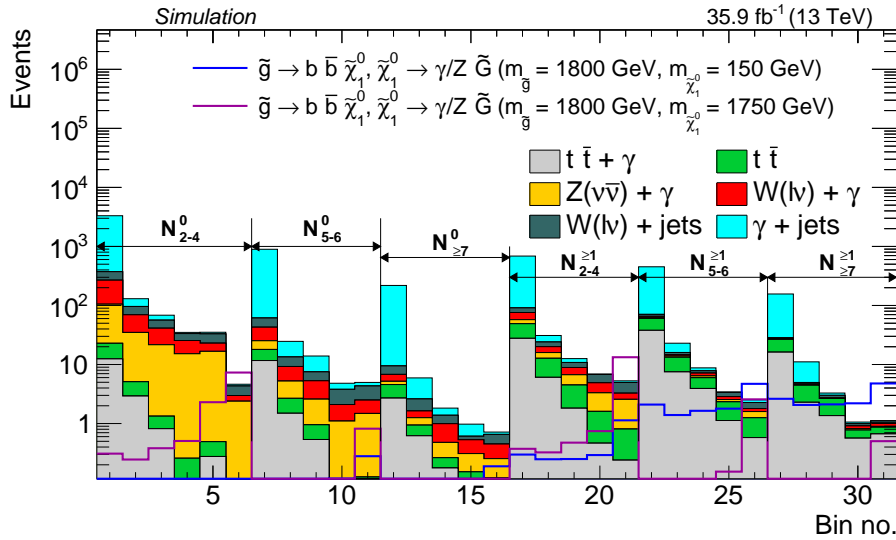 Simulation 35.9 fb⁻¹ (13 TeV)
Events
10⁶
10⁵
10⁴
10³
10²
10
1
g̃ → b b̄ χ̃₁⁰, χ̃₁⁰ → γ/Z G̃ (m_g̃ = 1800 GeV, m_χ̃₁⁰ = 150 GeV)
g̃ → b b̄ χ̃₁⁰, χ̃₁⁰ → γ/Z G̃ (m_g̃ = 1800 GeV, m_χ̃₁⁰ = 1750 GeV)
t t̄ + γ t t̄
Z(νν̄) + γ W(lν) + γ
W(lν) + jets γ + jets
N⁰₂₋₄ N⁰₅₋₆ N⁰≥₇ N≥¹₂₋₄ N≥¹₅₋₆ N≥¹≥₇
5 10 15 20 25 30
Bin no.